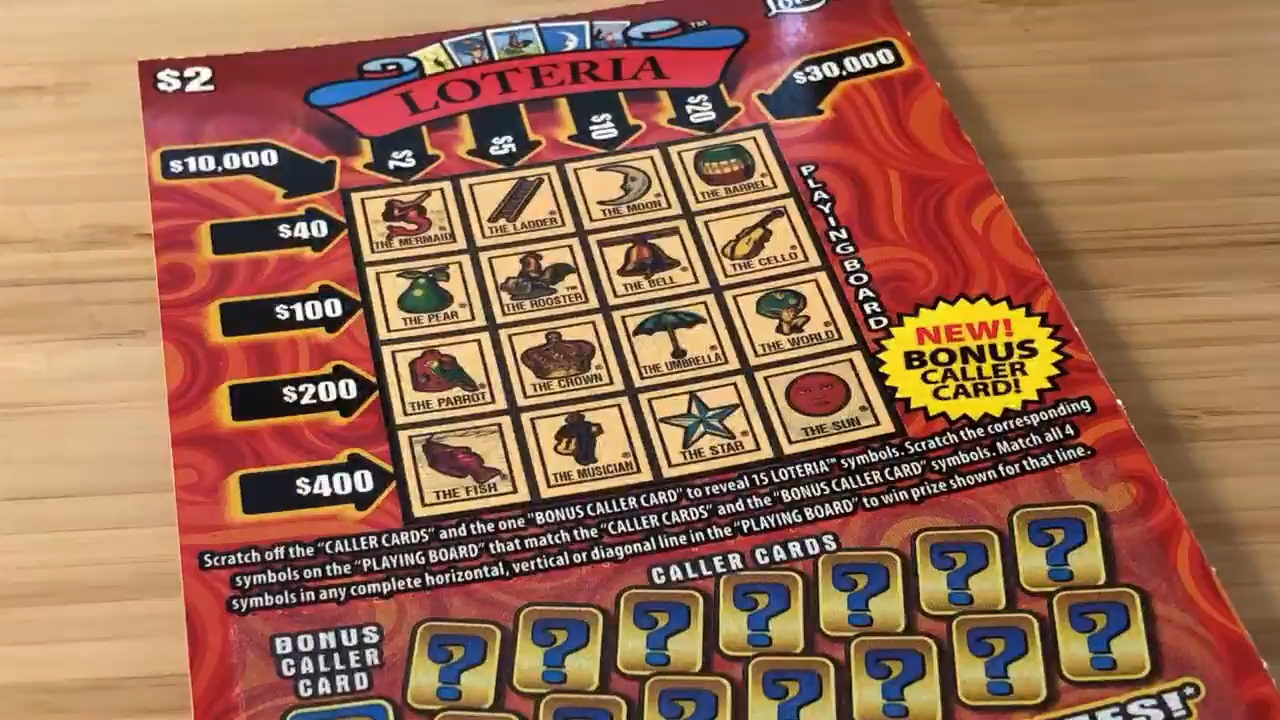 $2
LOTERIA™
$30,000
$10,000
$2
$5
$10
$20
$40
$100
$200
$400
THE MERMAID
THE LADDER
THE MOON
THE BARREL
THE PEAR
THE ROOSTER
THE BELL
THE CELLO
THE PARROT
THE CROWN
THE UMBRELLA
THE WORLD
THE FISH
THE MUSICIAN
THE STAR
THE SUN
PLAYING BOARD
NEW!
BONUS
CALLER
CARD!
Scratch off the "CALLER CARDS" and the one "BONUS CALLER CARD" to reveal 15 LOTERIA™ symbols. Scratch the corresponding
symbols on the "PLAYING BOARD" that match the "CALLER CARDS" and the "BONUS CALLER CARD" symbols. Match all 4
symbols in any complete horizontal, vertical or diagonal line in the "PLAYING BOARD" to win prize shown for that line.
CALLER CARDS
BONUS
CALLER
CARD
? ? ? ? ? ? ?
? ? ? ?